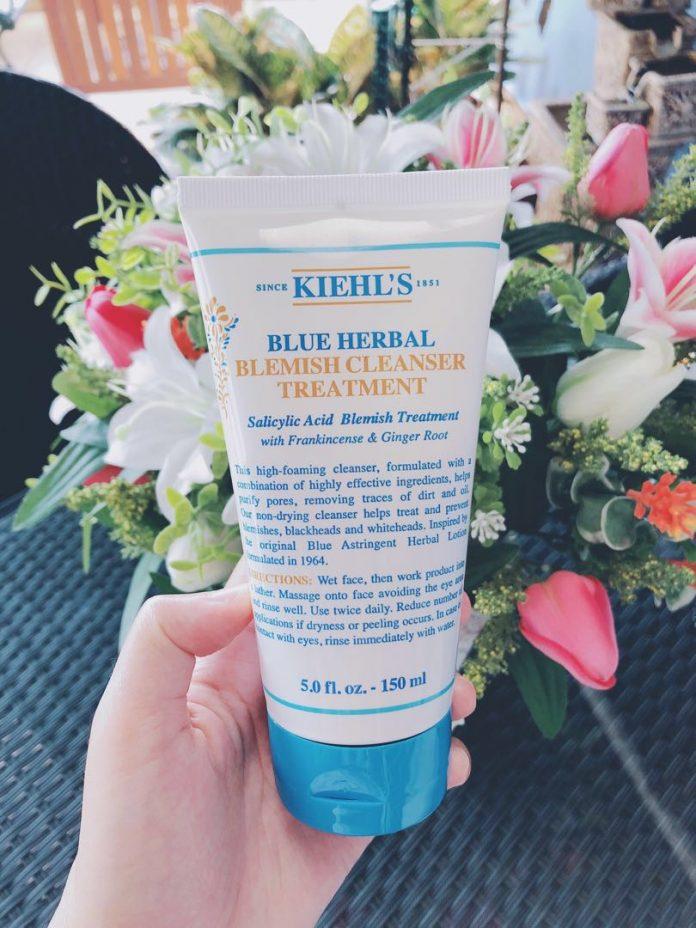 SINCE KIEHL'S 1851
BLUE HERBAL
BLEMISH CLEANSER
TREATMENT
Salicylic Acid Blemish Treatment
with Frankincense & Ginger Root
This high-foaming cleanser, formulated with a
combination of highly effective ingredients, helps
purify pores, removing traces of dirt and oil.
Our non-drying cleanser helps treat and prevent
blemishes, blackheads and whiteheads. Inspired by
the original Blue Astringent Herbal Lotion
formulated in 1964.
DIRECTIONS: Wet face, then work product into
lather. Massage onto face avoiding the eye area
and rinse well. Use twice daily. Reduce number of
applications if dryness or peeling occurs. In case of
contact with eyes, rinse immediately with water.
5.0 fl. oz. - 150 ml